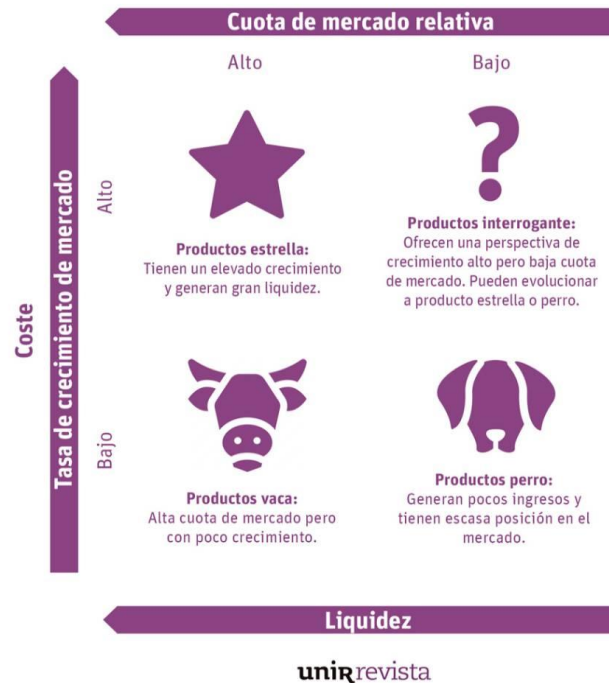 Cuota de mercado relativa
Alto
Bajo
Coste
Tasa de crecimiento de mercado
Alto
Productos estrella:
Tienen un elevado crecimiento
y generan gran liquidez.
?
Productos interrogante:
Ofrecen una perspectiva de
crecimiento alto pero baja cuota
de mercado. Pueden evolucionar
a producto estrella o perro.
Bajo
Productos vaca:
Alta cuota de mercado pero
con poco crecimiento.
Productos perro:
Generan pocos ingresos y
tienen escasa posición en el
mercado.
Liquidez
unirrevista